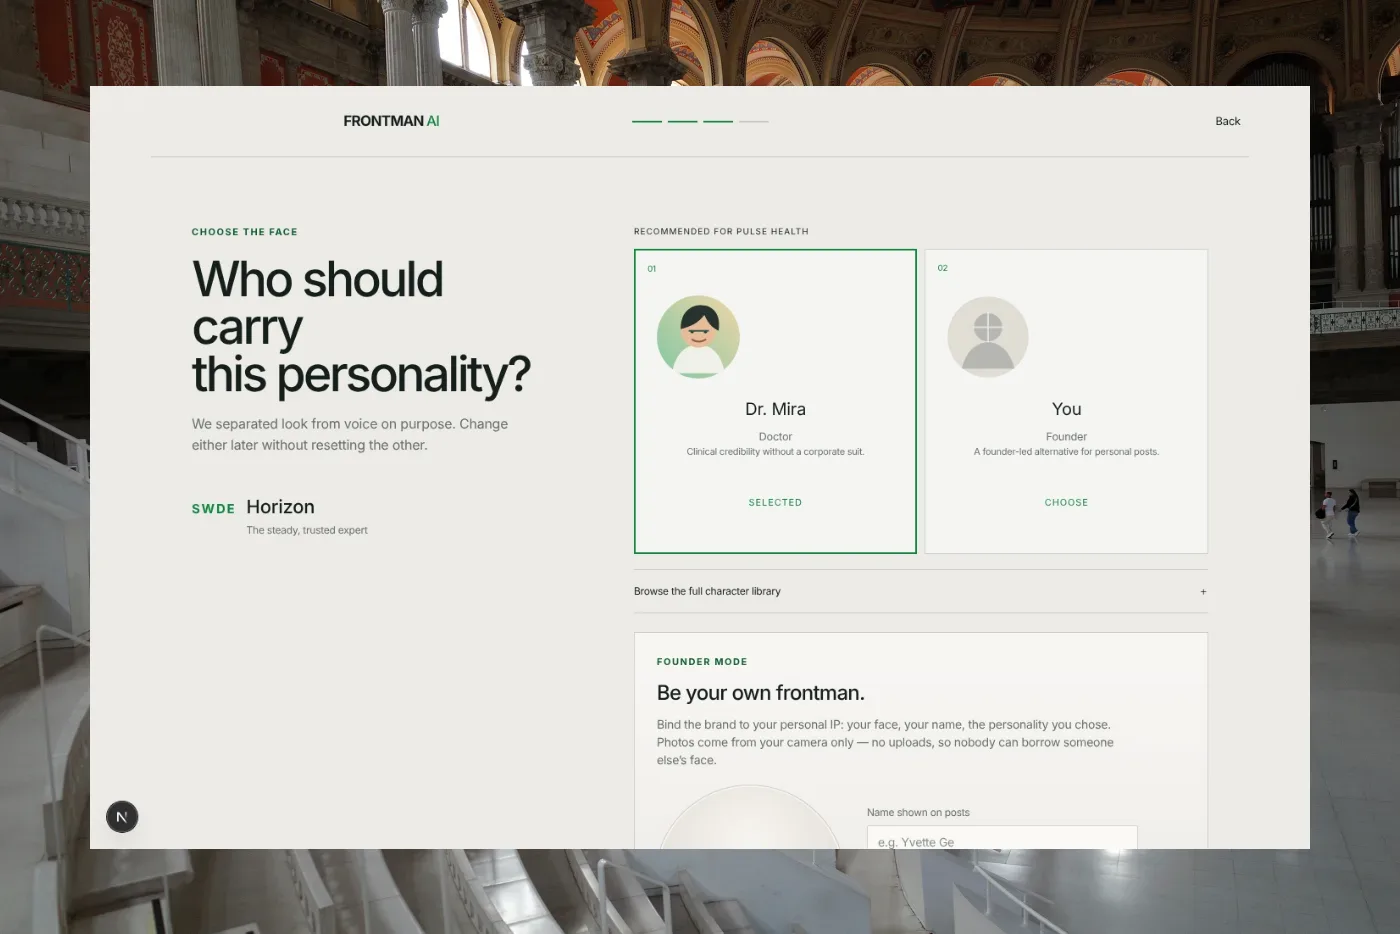 FRONTMAN AI
Back
CHOOSE THE FACE
Who should
carry
this personality?
We separated look from voice on purpose. Change
either later without resetting the other.
SWDE Horizon
The steady, trusted expert
RECOMMENDED FOR PULSE HEALTH
01
Dr. Mira
Doctor
Clinical credibility without a corporate suit.
SELECTED
02
You
Founder
A founder-led alternative for personal posts.
CHOOSE
Browse the full character library +
FOUNDER MODE
Be your own frontman.
Bind the brand to your personal IP: your face, your name, the personality you chose.
Photos come from your camera only — no uploads, so nobody can borrow someone
else's face.
Name shown on posts
e.g. Yvette Ge
N